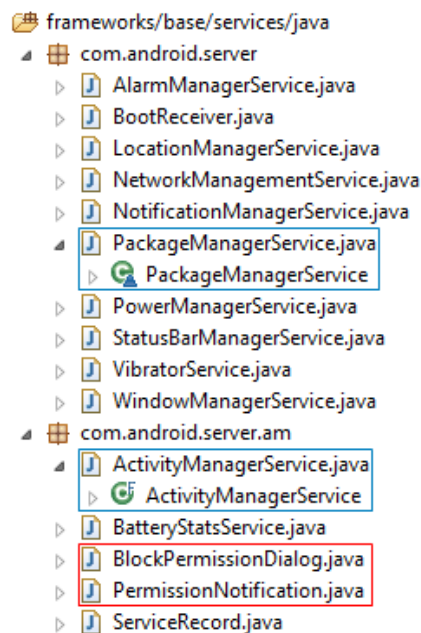 frameworks/base/services/java
com.android.server
AlarmManagerService.java
BootReceiver.java
LocationManagerService.java
NetworkManagementService.java
NotificationManagerService.java
PackageManagerService.java
PackageManagerService
PowerManagerService.java
StatusBarManagerService.java
VibratorService.java
WindowManagerService.java
com.android.server.am
ActivityManagerService.java
ActivityManagerService
BatteryStatsService.java
BlockPermissionDialog.java
PermissionNotification.java
ServiceRecord.java